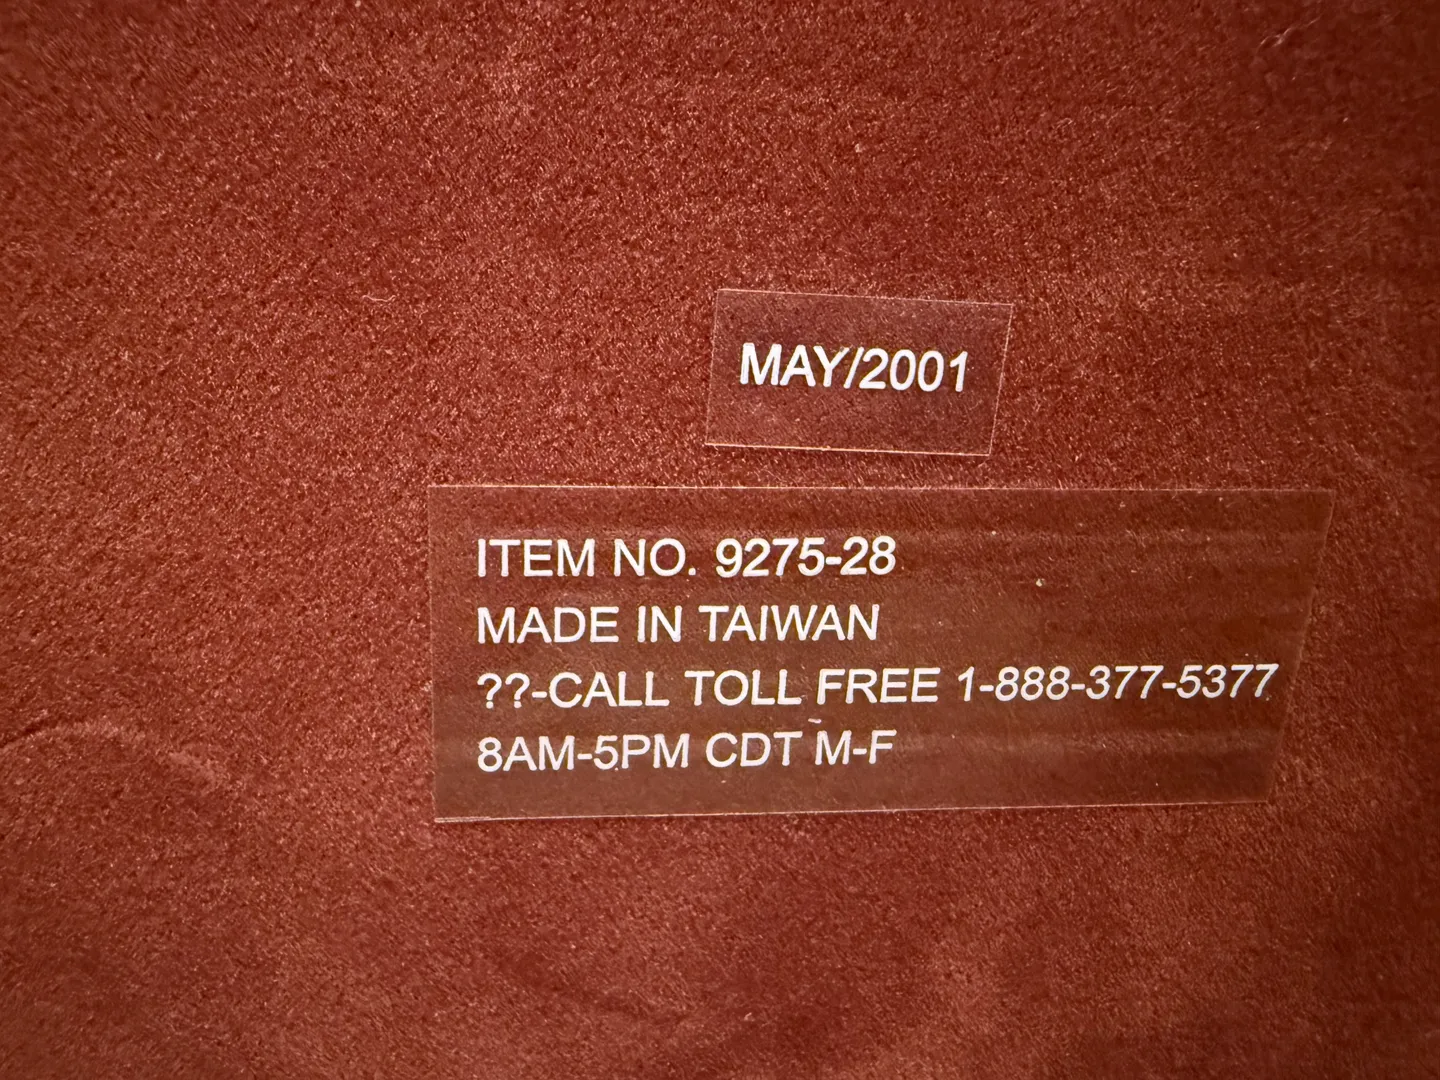 MAY/2001
ITEM NO. 9275-28
MADE IN TAIWAN
??-CALL TOLL FREE 1-888-377-5377
8AM-5PM CDT M-F